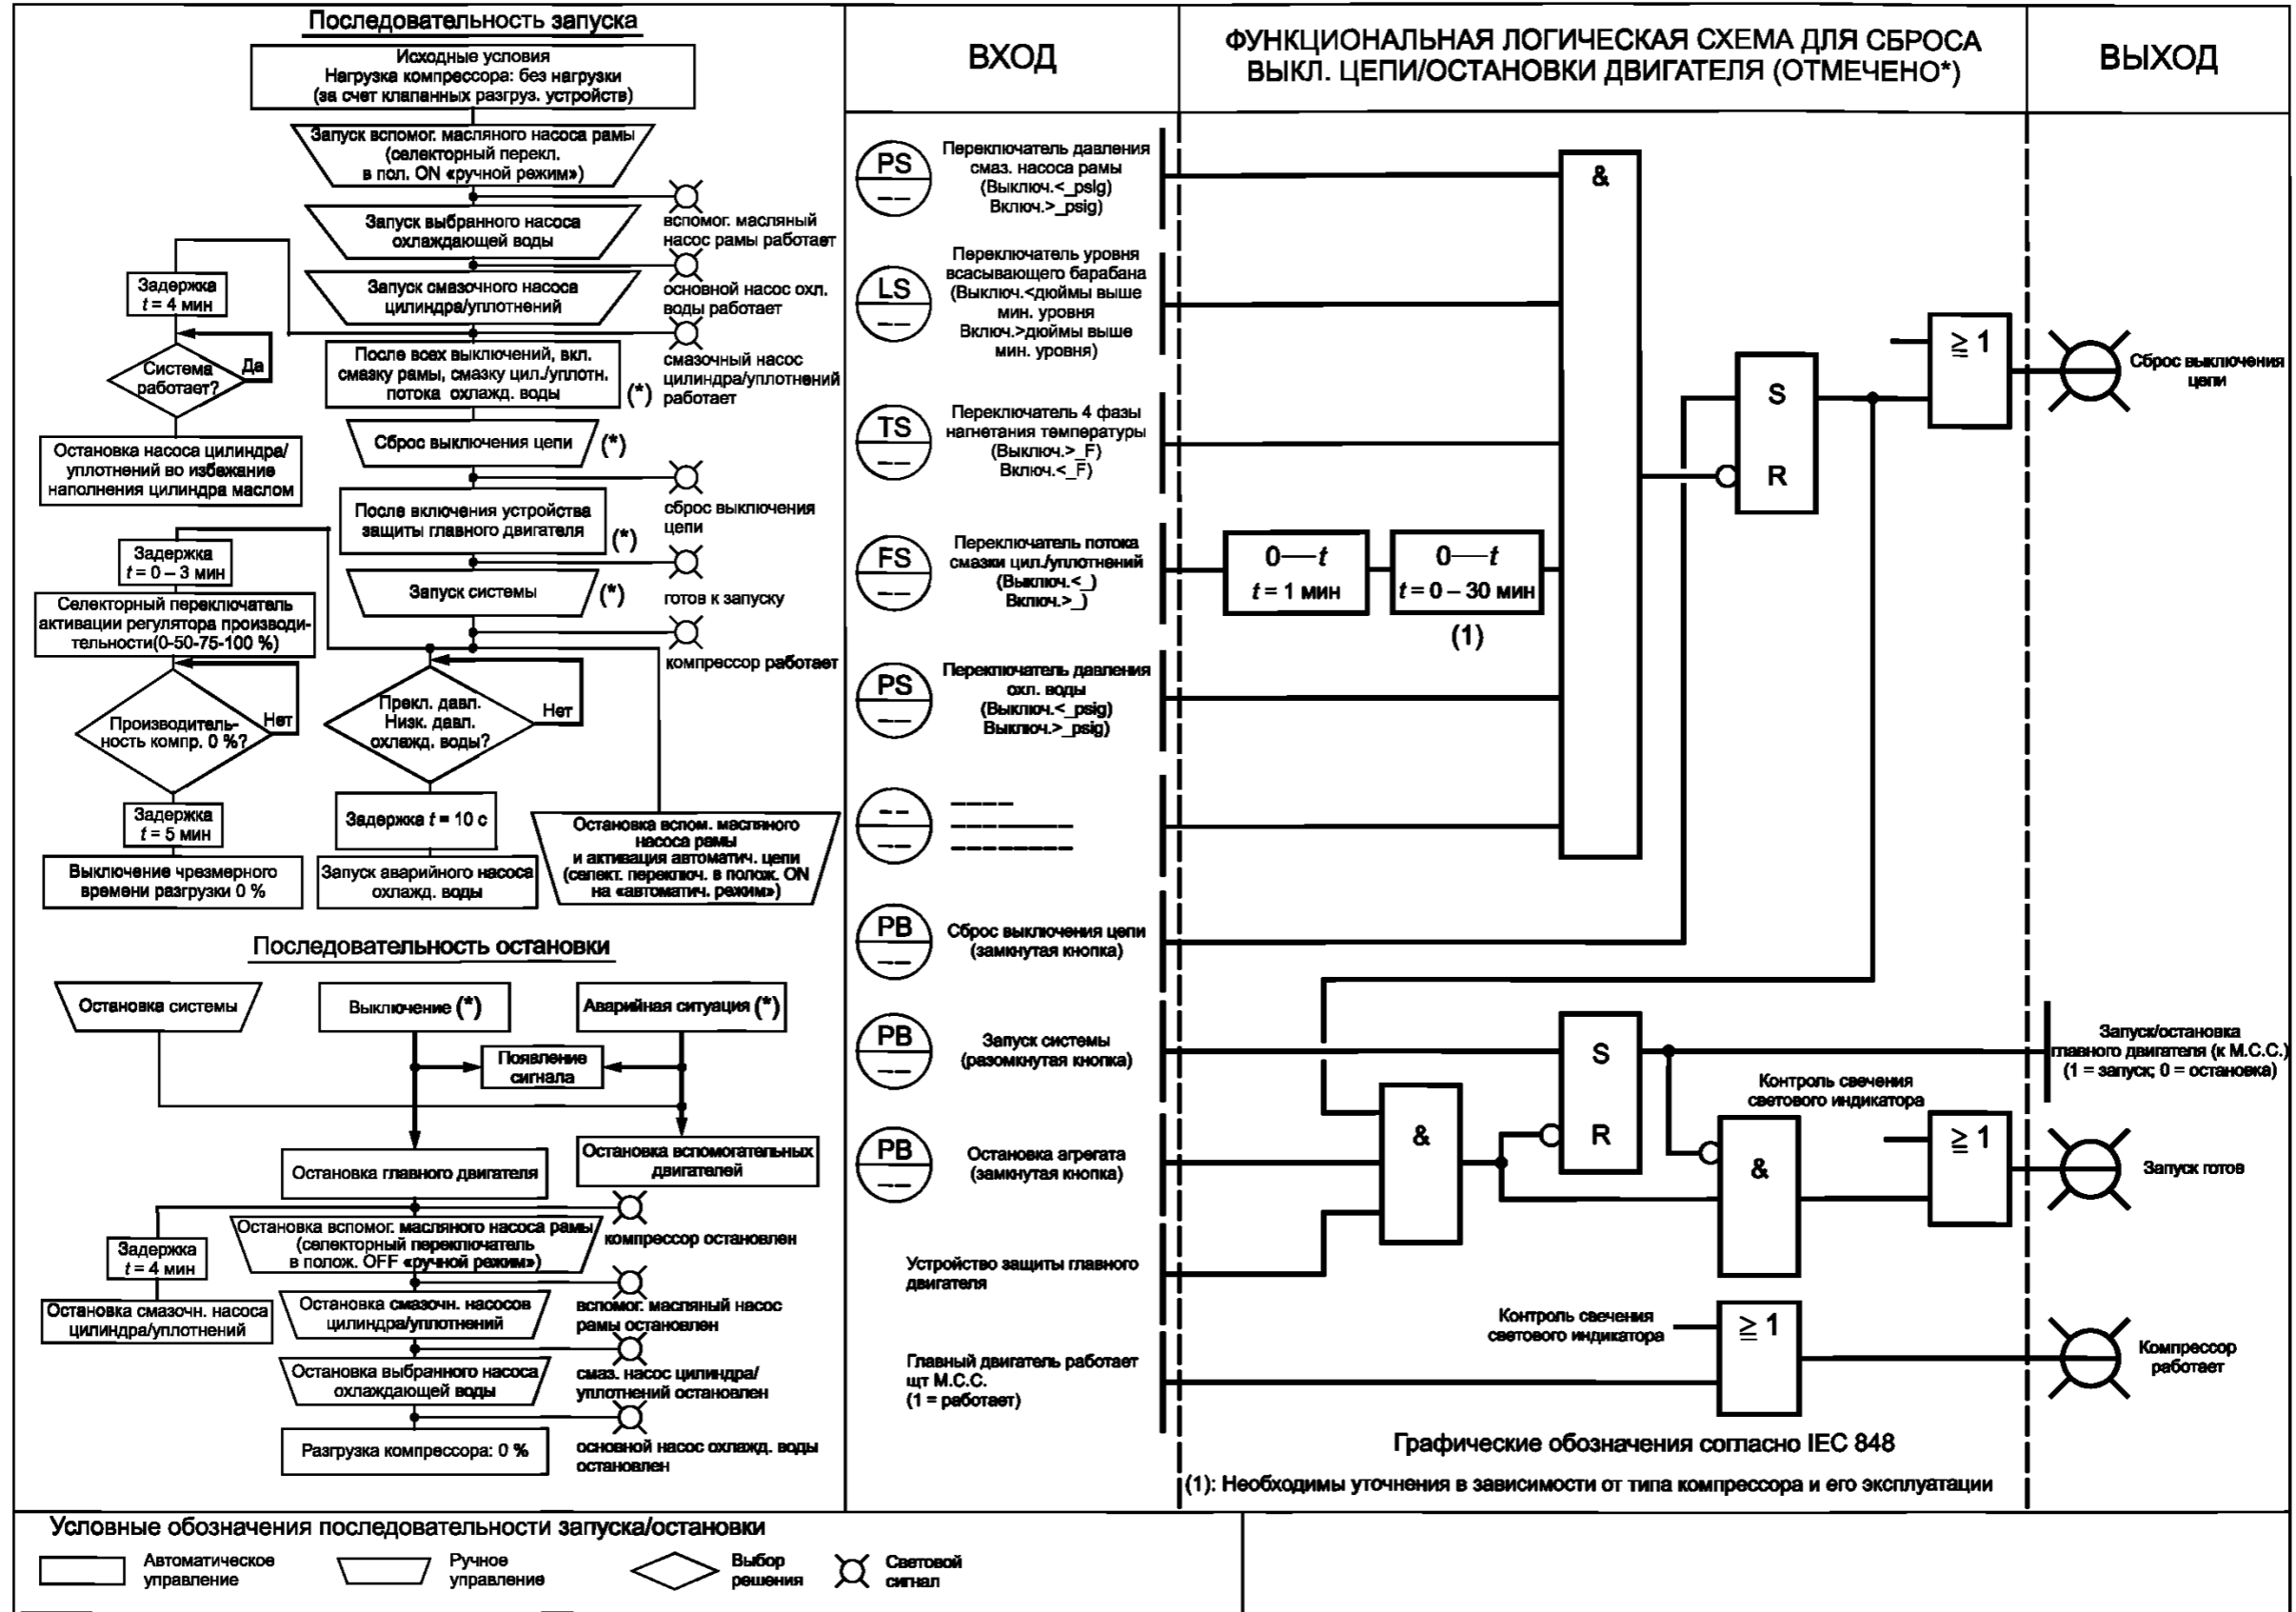 Последовательность запуска
Исходные условия
Нагрузка компрессора: без нагрузки
(за счет клапанных разгруз. устройств)
Запуск вспомог. масляного насоса рамы
(селекторный перекл.
в пол. ON «ручной режим»)
вспомог. масляный
насос рамы работает
Запуск выбранного насоса
охлаждающей воды
основной насос охл.
воды работает
Запуск смазочного насоса
цилиндра/уплотнений
смазочный насос
цилиндра/уплотнений
работает
Задержка
t = 4 мин
Система
работает?
Да
Остановка насоса цилиндра/
уплотнений во избежание
наполнения цилиндра маслом
После всех выключений, вкл.
смазку рамы, смазку цил./уплотн.
потока охлажд. воды
(*)
Сброс выключения цепи
(*)
сброс выключения
цепи
После включения устройства
защиты главного двигателя
(*)
готов к запуску
Запуск системы
(*)
компрессор работает
Задержка
t = 0 – 3 мин
Селекторный переключатель
активации регулятора производи-
тельности(0-50-75-100 %)
Производитель-
ность компр. 0 %?
Нет
Задержка
t = 5 мин
Выключение чрезмерного
времени разгрузки 0 %
Прекл. давл.
Низк. давл.
охлажд. воды?
Нет
Задержка t = 10 с
Запуск аварийного насоса
охлажд. воды
Остановка вспом. масляного
насоса рамы
и активация автоматич. цепи
(селект. переключ. в полож. ON
на «автоматич. режим»)
Последовательность остановки
Остановка системы
Выключение (*)
Аварийная ситуация (*)
Появление
сигнала
Остановка главного двигателя
Остановка вспомогательных
двигателей
компрессор остановлен
Остановка вспомог. масляного насоса рамы
(селекторный переключатель
в полож. OFF «ручной режим»)
Задержка
t = 4 мин
Остановка смазочн. насоса
цилиндра/уплотнений
вспомог. масляный насос
рамы остановлен
Остановка смазочн. насосов
цилиндра/уплотнений
смаз. насос цилиндра/
уплотнений остановлен
Остановка выбранного насоса
охлаждающей воды
основной насос охлажд. воды
остановлен
Разгрузка компрессора: 0 %
ВХОД
ФУНКЦИОНАЛЬНАЯ ЛОГИЧЕСКАЯ СХЕМА ДЛЯ СБРОСА
ВЫКЛ. ЦЕПИ/ОСТАНОВКИ ДВИГАТЕЛЯ (ОТМЕЧЕНО*)
ВЫХОД
PS
Переключатель давления
смаз. насоса рамы
(Выключ.<_psig)
Включ.>_psig)
LS
Переключатель уровня
всасывающего барабана
(Выключ.<дюймы выше
мин. уровня
Включ.>дюймы выше
мин. уровня)
TS
Переключатель 4 фазы
нагнетания температуры
(Выключ.>_F)
Включ.<_F)
FS
Переключатель потока
смазки цил./уплотнений
(Выключ.<_)
Включ.>_)
PS
Переключатель давления
охл. воды
(Выключ.<_psig)
Выключ.>_psig)
PB
Сброс выключения цепи
(замкнутая кнопка)
PB
Запуск системы
(разомкнутая кнопка)
PB
Остановка агрегата
(замкнутая кнопка)
Устройство защиты главного
двигателя
Главный двигатель работает
щт М.С.С.
(1 = работает)
&
0—t
t = 1 мин
0—t
t = 0 – 30 мин
(1)
S
R
≧ 1
Сброс выключения
цепи
S
R
&
Запуск/остановка
главного двигателя (к М.С.С.)
(1 = запуск; 0 = остановка)
Контроль свечения
светового индикатора
&
≧ 1
Запуск готов
Контроль свечения
светового индикатора
≧ 1
Компрессор
работает
Графические обозначения согласно IEC 848
(1): Необходимы уточнения в зависимости от типа компрессора и его эксплуатации
Условные обозначения последовательности запуска/остановки
Автоматическое
управление
Ручное
управление
Выбор
решения
Световой
сигнал